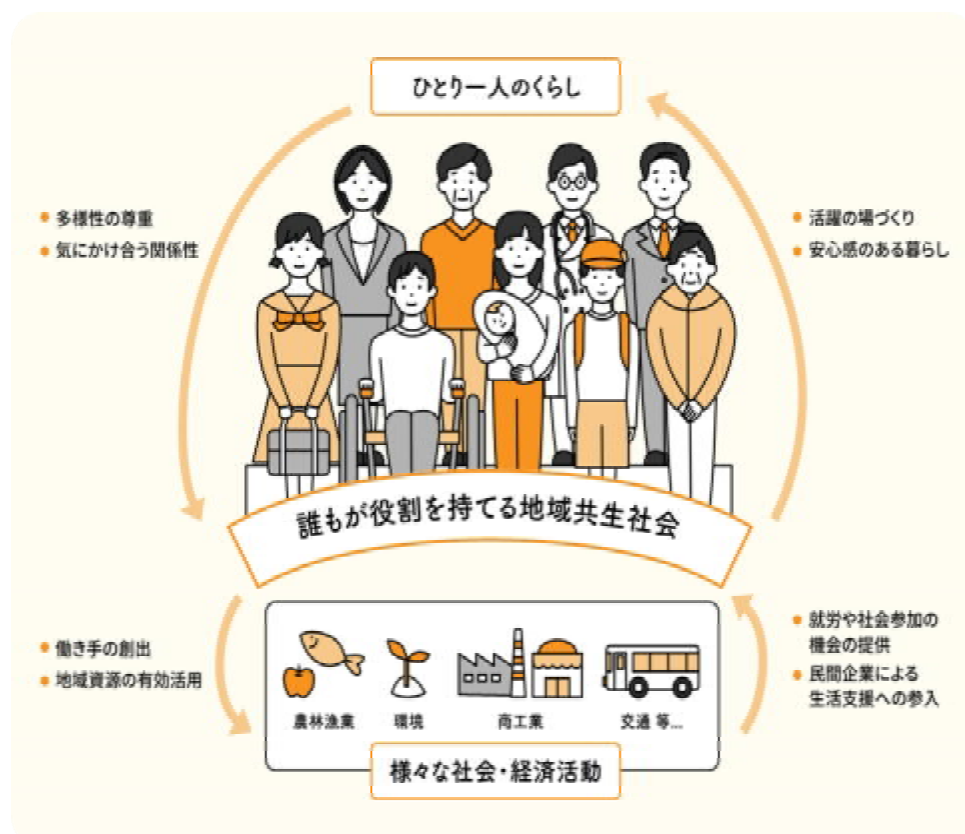 ひとり一人のくらし
多様性の尊重
気にかけ合う関係性
活躍の場づくり
安心感のある暮らし
誰もが役割を持てる地域共生社会
働き手の創出
地域資源の有効活用
就労や社会参加の
機会の提供
民間企業による
生活支援への参入
農林漁業
環境
商工業
交通 等...
様々な社会・経済活動